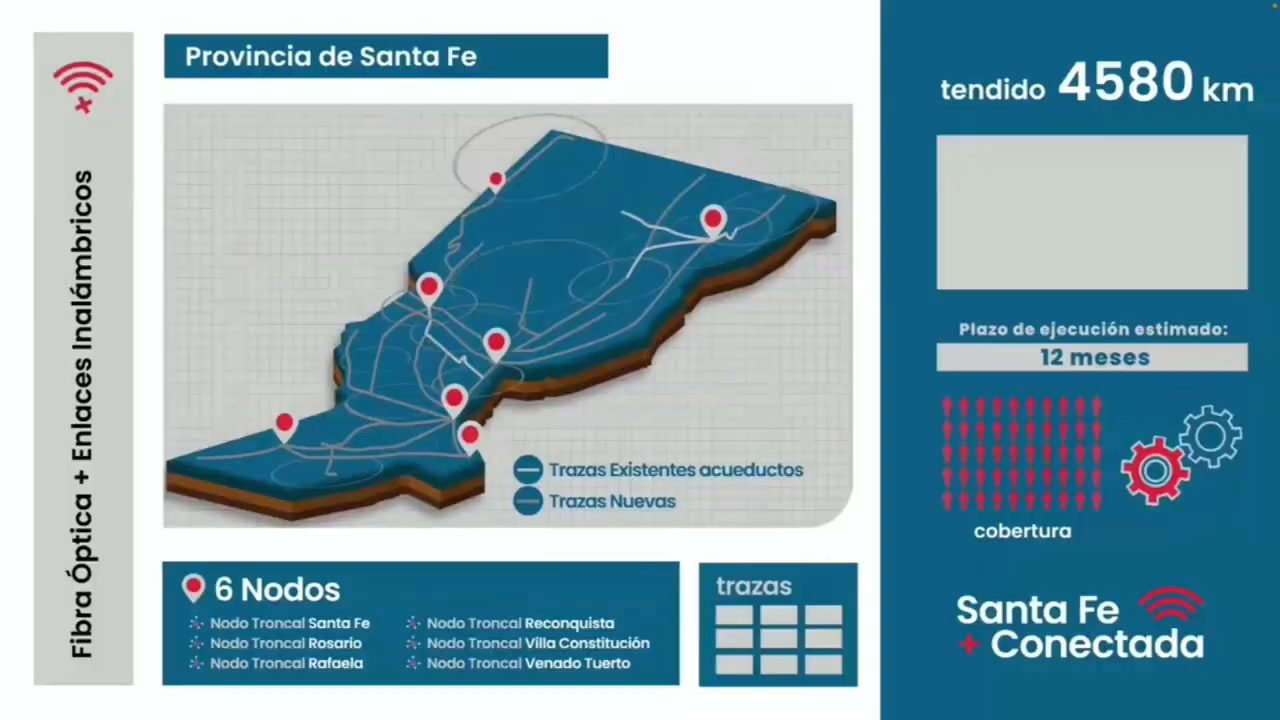 Fibra Óptica + Enlaces Inalámbricos
Provincia de Santa Fe
Trazas Existentes acueductos
Trazas Nuevas
6 Nodos
Nodo Troncal Santa Fe
Nodo Troncal Rosario
Nodo Troncal Rafaela
Nodo Troncal Reconquista
Nodo Troncal Villa Constitución
Nodo Troncal Venado Tuerto
trazas
tendido 4580 km
Plazo de ejecución estimado:
12 meses
cobertura
Santa Fe
+ Conectada